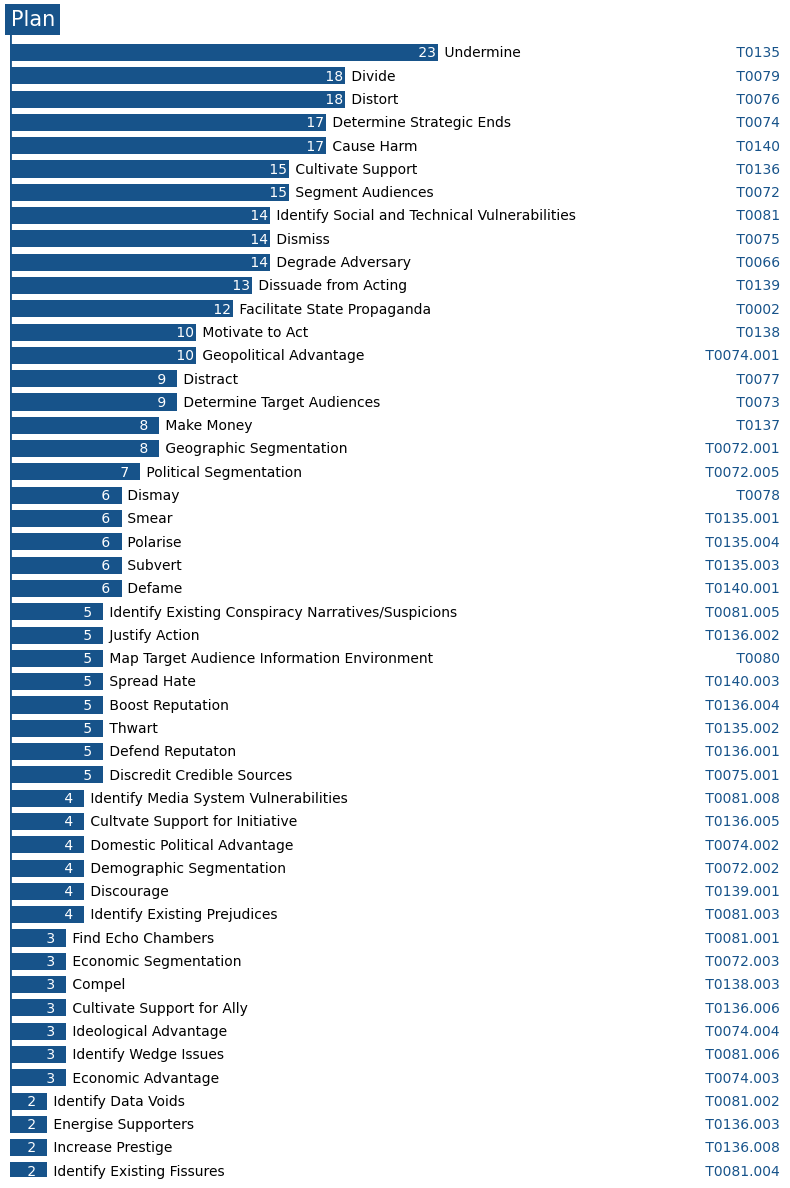 Plan
23 Undermine T0135
18 Divide T0079
18 Distort T0076
17 Determine Strategic Ends T0074
17 Cause Harm T0140
15 Cultivate Support T0136
15 Segment Audiences T0072
14 Identify Social and Technical Vulnerabilities T0081
14 Dismiss T0075
14 Degrade Adversary T0066
13 Dissuade from Acting T0139
12 Facilitate State Propaganda T0002
10 Motivate to Act T0138
10 Geopolitical Advantage T0074.001
9 Distract T0077
9 Determine Target Audiences T0073
8 Make Money T0137
8 Geographic Segmentation T0072.001
7 Political Segmentation T0072.005
6 Dismay T0078
6 Smear T0135.001
6 Polarise T0135.004
6 Subvert T0135.003
6 Defame T0140.001
5 Identify Existing Conspiracy Narratives/Suspicions T0081.005
5 Justify Action T0136.002
5 Map Target Audience Information Environment T0080
5 Spread Hate T0140.003
5 Boost Reputation T0136.004
5 Thwart T0135.002
5 Defend Reputaton T0136.001
5 Discredit Credible Sources T0075.001
4 Identify Media System Vulnerabilities T0081.008
4 Cultvate Support for Initiative T0136.005
4 Domestic Political Advantage T0074.002
4 Demographic Segmentation T0072.002
4 Discourage T0139.001
4 Identify Existing Prejudices T0081.003
3 Find Echo Chambers T0081.001
3 Economic Segmentation T0072.003
3 Compel T0138.003
3 Cultivate Support for Ally T0136.006
3 Ideological Advantage T0074.004
3 Identify Wedge Issues T0081.006
3 Economic Advantage T0074.003
2 Identify Data Voids T0081.002
2 Energise Supporters T0136.003
2 Increase Prestige T0136.008
2 Identify Existing Fissures T0081.004